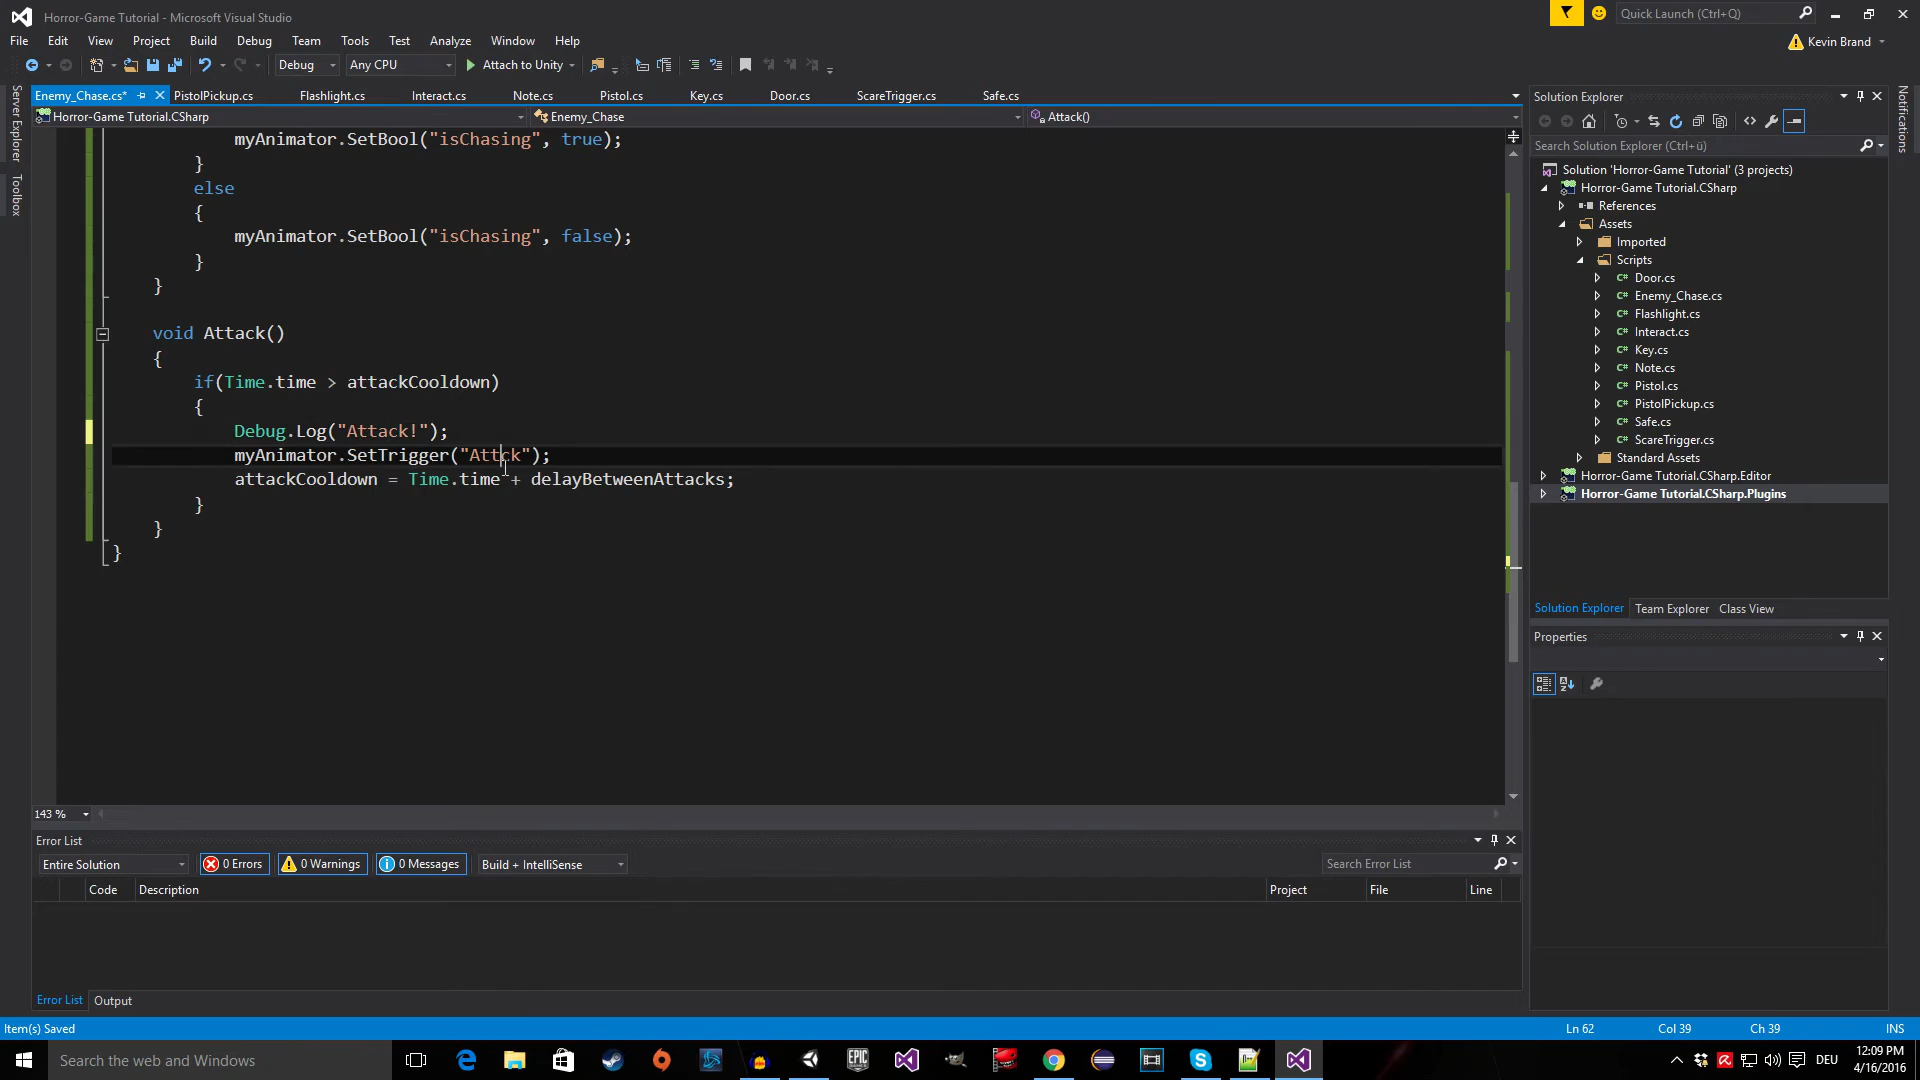 Horror-Game Tutorial - Microsoft Visual Studio
Quick Launch (Ctrl+Q)
File Edit View Project Build Debug Team Tools Test Analyze Window Help
Kevin Brand
Debug Any CPU Attach to Unity
Server Explorer
Toolbox
Enemy_Chase.cs* PistolPickup.cs Flashlight.cs Interact.cs Note.cs Pistol.cs Key.cs Door.cs ScareTrigger.cs Safe.cs
Horror-Game Tutorial.CSharp Enemy_Chase Attack()
myAnimator.SetBool("isChasing", true);
}
else
{
myAnimator.SetBool("isChasing", false);
}
}
void Attack()
{
if(Time.time > attackCooldown)
{
Debug.Log("Attack!");
myAnimator.SetTrigger("Attck");
attackCooldown = Time.time + delayBetweenAttacks;
}
}
}
143 %
Error List
Entire Solution 0 Errors 0 Warnings 0 Messages Build + IntelliSense Search Error List
Code Description Project File Line
Error List Output
Solution Explorer
Search Solution Explorer (Ctrl+ü)
Solution 'Horror-Game Tutorial' (3 projects)
Horror-Game Tutorial.CSharp
References
Assets
Imported
Scripts
C# Door.cs
C# Enemy_Chase.cs
C# Flashlight.cs
C# Interact.cs
C# Key.cs
C# Note.cs
C# Pistol.cs
C# PistolPickup.cs
C# Safe.cs
C# ScareTrigger.cs
Standard Assets
Horror-Game Tutorial.CSharp.Editor
Horror-Game Tutorial.CSharp.Plugins
Solution Explorer Team Explorer Class View
Properties
Notifications
Item(s) Saved Ln 62 Col 39 Ch 39 INS
Search the web and Windows
EPIC
GAMES
DEU
12:09 PM
4/16/2016